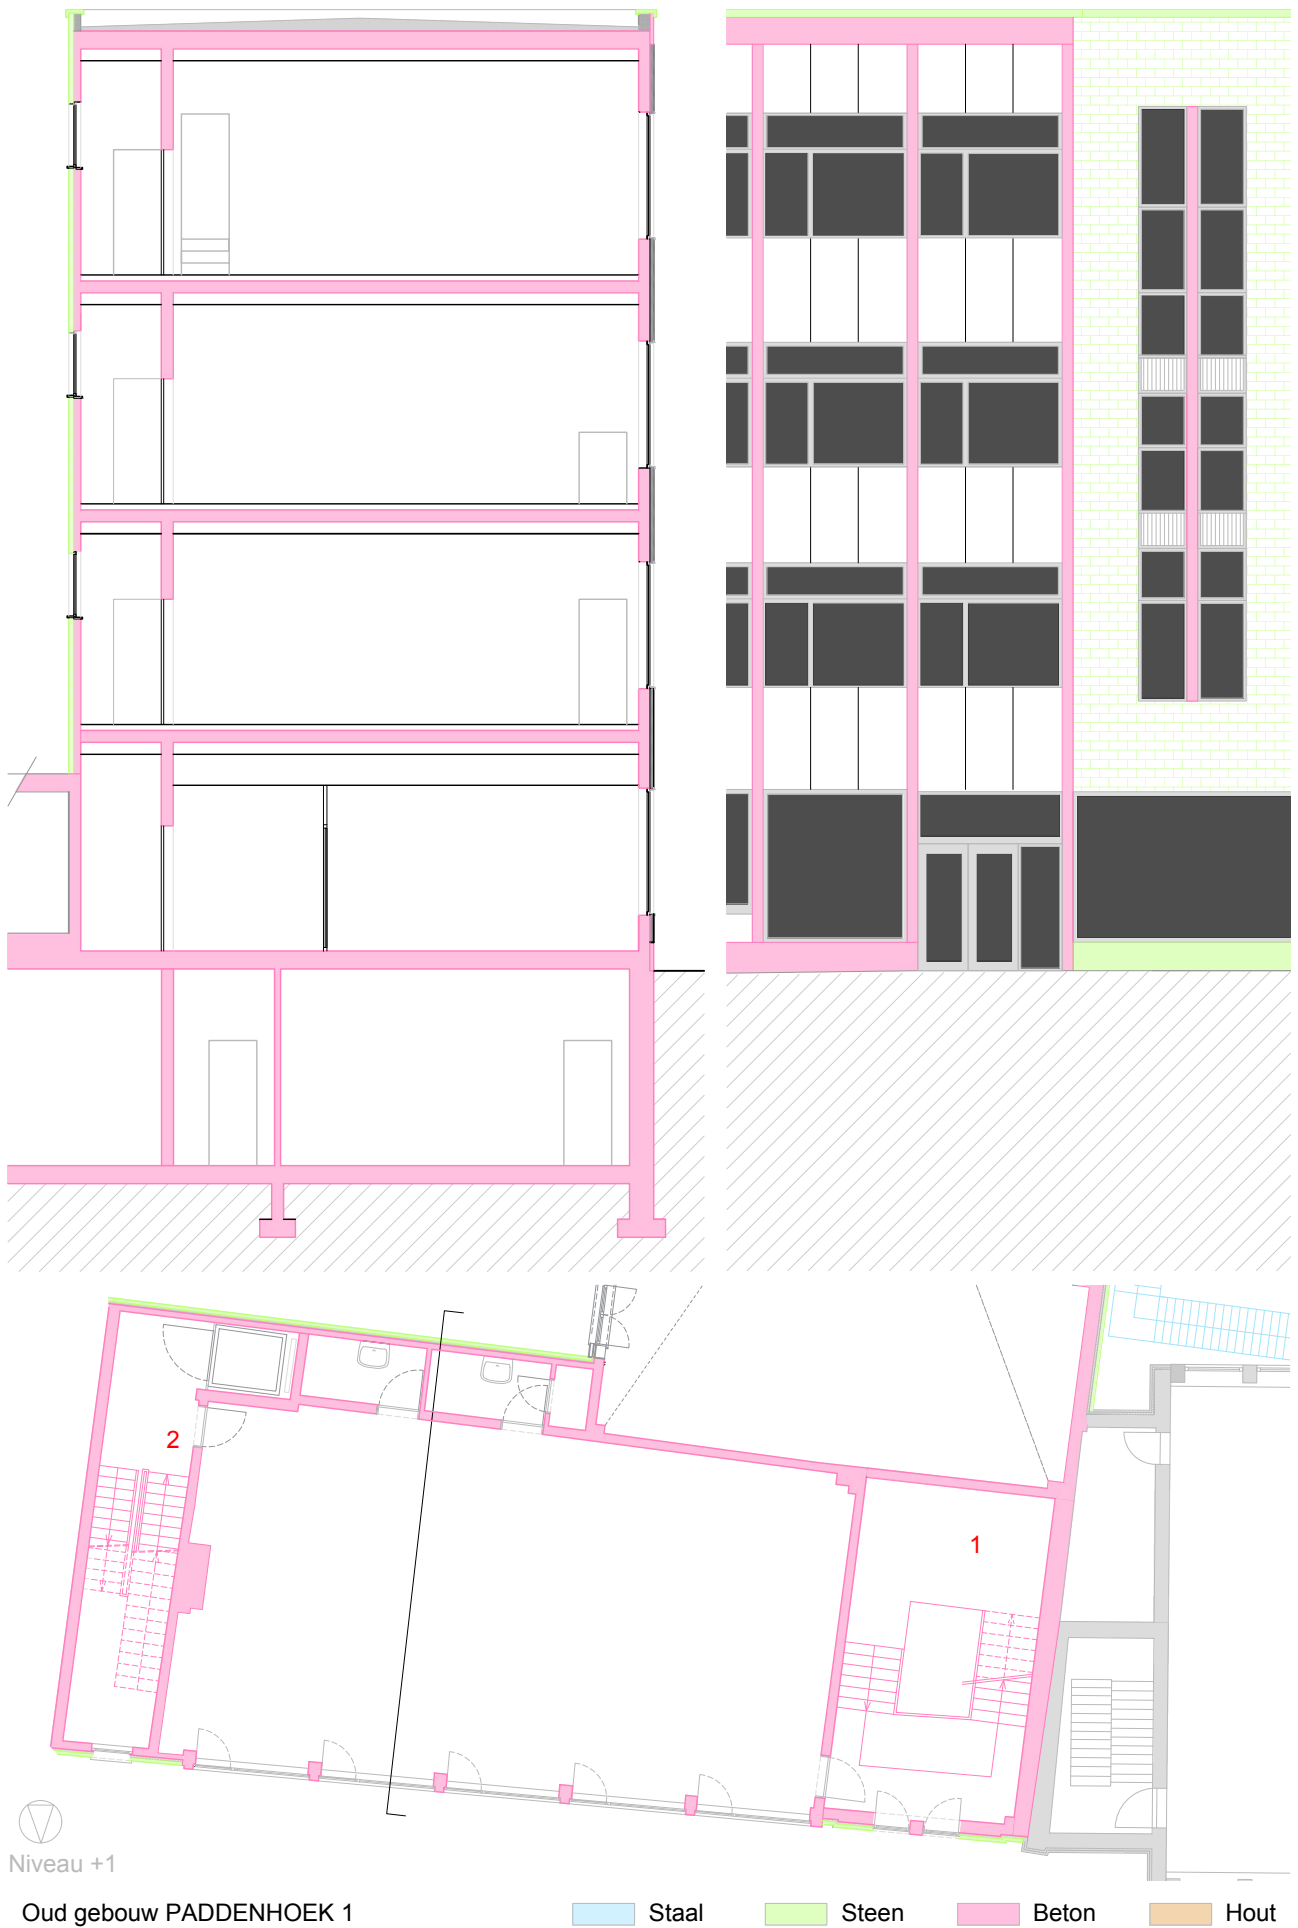 2
1
Niveau +1
Oud gebouw PADDENHOEK 1
Staal
Steen
Beton
Hout